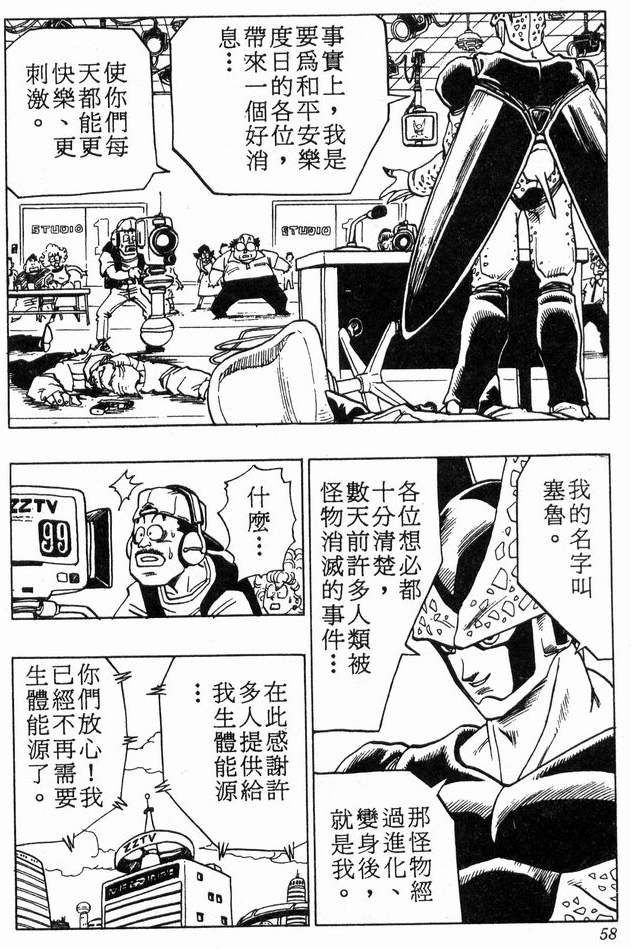 事實上，我是
要為和平安樂
度日的各位，
帶來一個好消
息…
使你們每
天都能更
快樂、更
刺激。
STUDIO
1
STUDIO
我的名字叫
塞魯。
各位想必都
十分清楚，
數天前許多人類被
怪物消滅的事件…
那怪物經
過進化、
變身後，
就是我。
什麼…
ZZTV
99
在此感謝許
多人提供給
我生體能源
…
你們放心！我
已經不再需要
生體能源了。
ZZTV
58